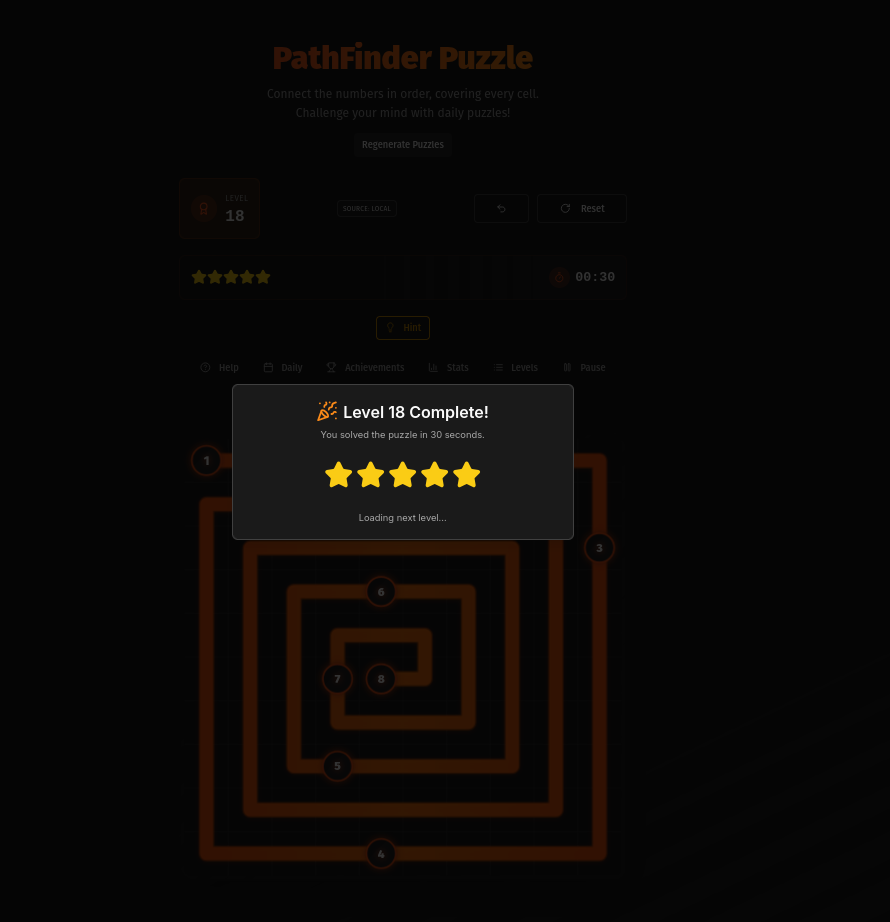 PathFinder Puzzle
Connect the numbers in order, covering every cell.
Challenge your mind with daily puzzles!
Regenerate Puzzles
LEVEL
18
SOURCE: LOCAL
Reset
00:30
Hint
Help
Daily
Achievements
Stats
Levels
Pause
Level 18 Complete!
You solved the puzzle in 30 seconds.
Loading next level...
1
3
6
7
8
5
4